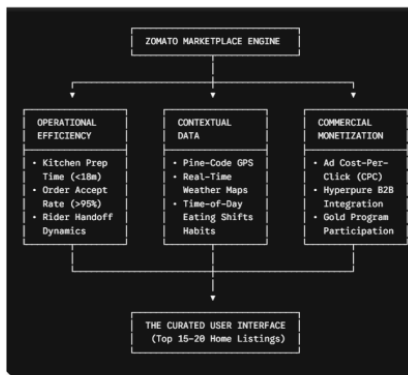 ZOMATO MARKETPLACE ENGINE
OPERATIONAL
EFFICIENCY
• Kitchen Prep
Time (<18m)
• Order Accept
Rate (>95%)
• Rider Handoff
Dynamics
CONTEXTUAL
DATA
• Pine-Code GPS
• Real-Time
Weather Maps
• Time-of-Day
Eating Shifts
Habits
COMMERCIAL
MONETIZATION
• Ad Cost-Per-
Click (CPC)
• Hyperpure B2B
Integration
• Gold Program
Participation
THE CURATED USER INTERFACE
(Top 15-20 Home Listings)